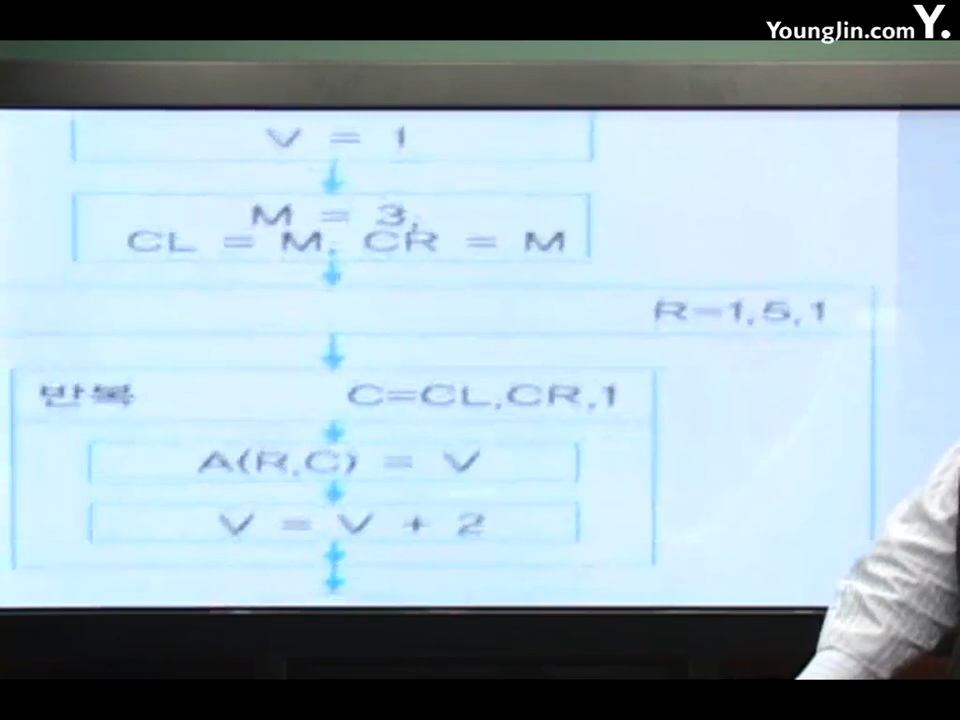 YoungJin.com Y.
V = 1
M = 3,
CL = M, CR = M
R=1,5,1
반복 C=CL,CR,1
A(R,C) = V
V = V + 2